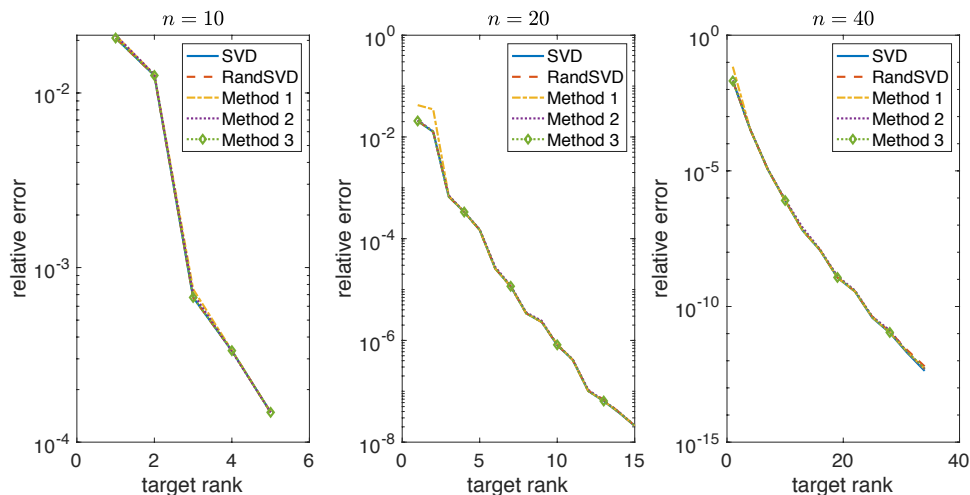 n = 10
10^-2
10^-3
10^-4
0
2
4
6
relative error
target rank
SVD
RandSVD
Method 1
Method 2
Method 3
n = 20
10^0
10^-2
10^-4
10^-6
10^-8
0
5
10
15
relative error
target rank
SVD
RandSVD
Method 1
Method 2
Method 3
n = 40
10^0
10^-5
10^-10
10^-15
0
20
40
relative error
target rank
SVD
RandSVD
Method 1
Method 2
Method 3